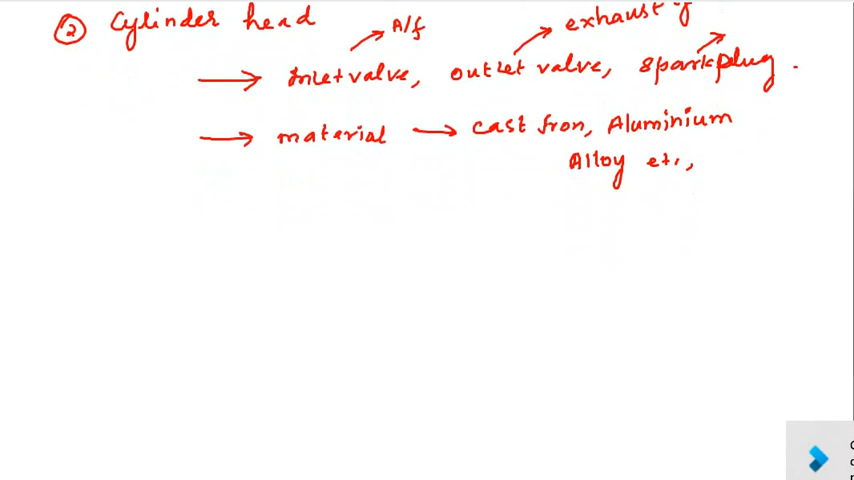 ② Cylinder head
A/f
exhaust g
→ Inlet valve, outlet valve, sparkplug.
→ material → cast Iron, Aluminium
Alloy etc.,